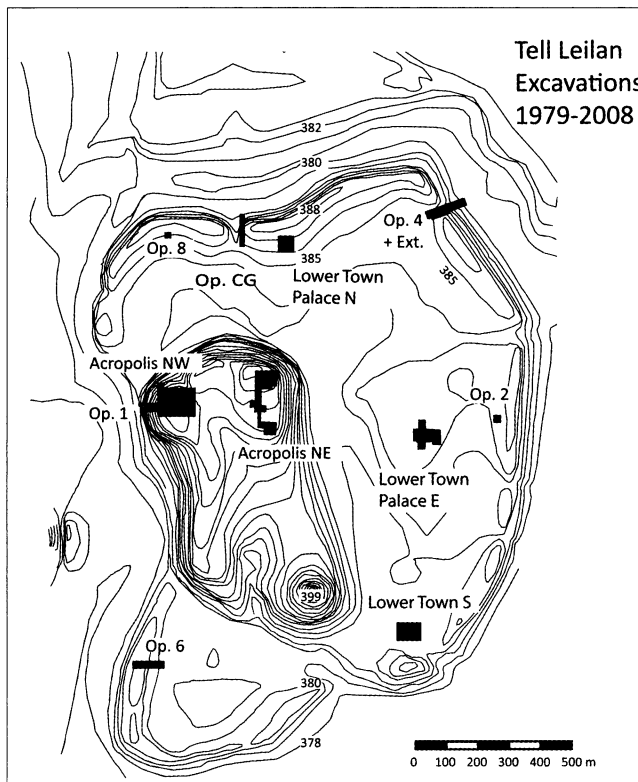 Tell Leilan
Excavations
1979-2008
382
380
388
Op. 4
+ Ext.
Op. 8
385
385
Op. CG
Lower Town
Palace N
Acropolis NW
Op. 1
Op. 2
Acropolis NE
Lower Town
Palace E
399
Lower Town S
Op. 6
380
378
0 100 200 300 400 500 m